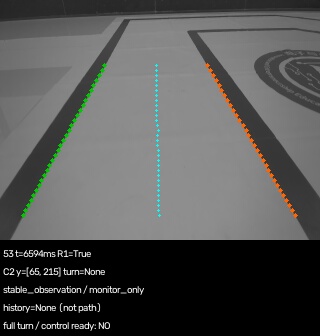 53 t=6594ms R1=True
C2 y=[65, 215] turn=None
stable_observation / monitor_only
history=None (not path)
full turn / control ready: NO